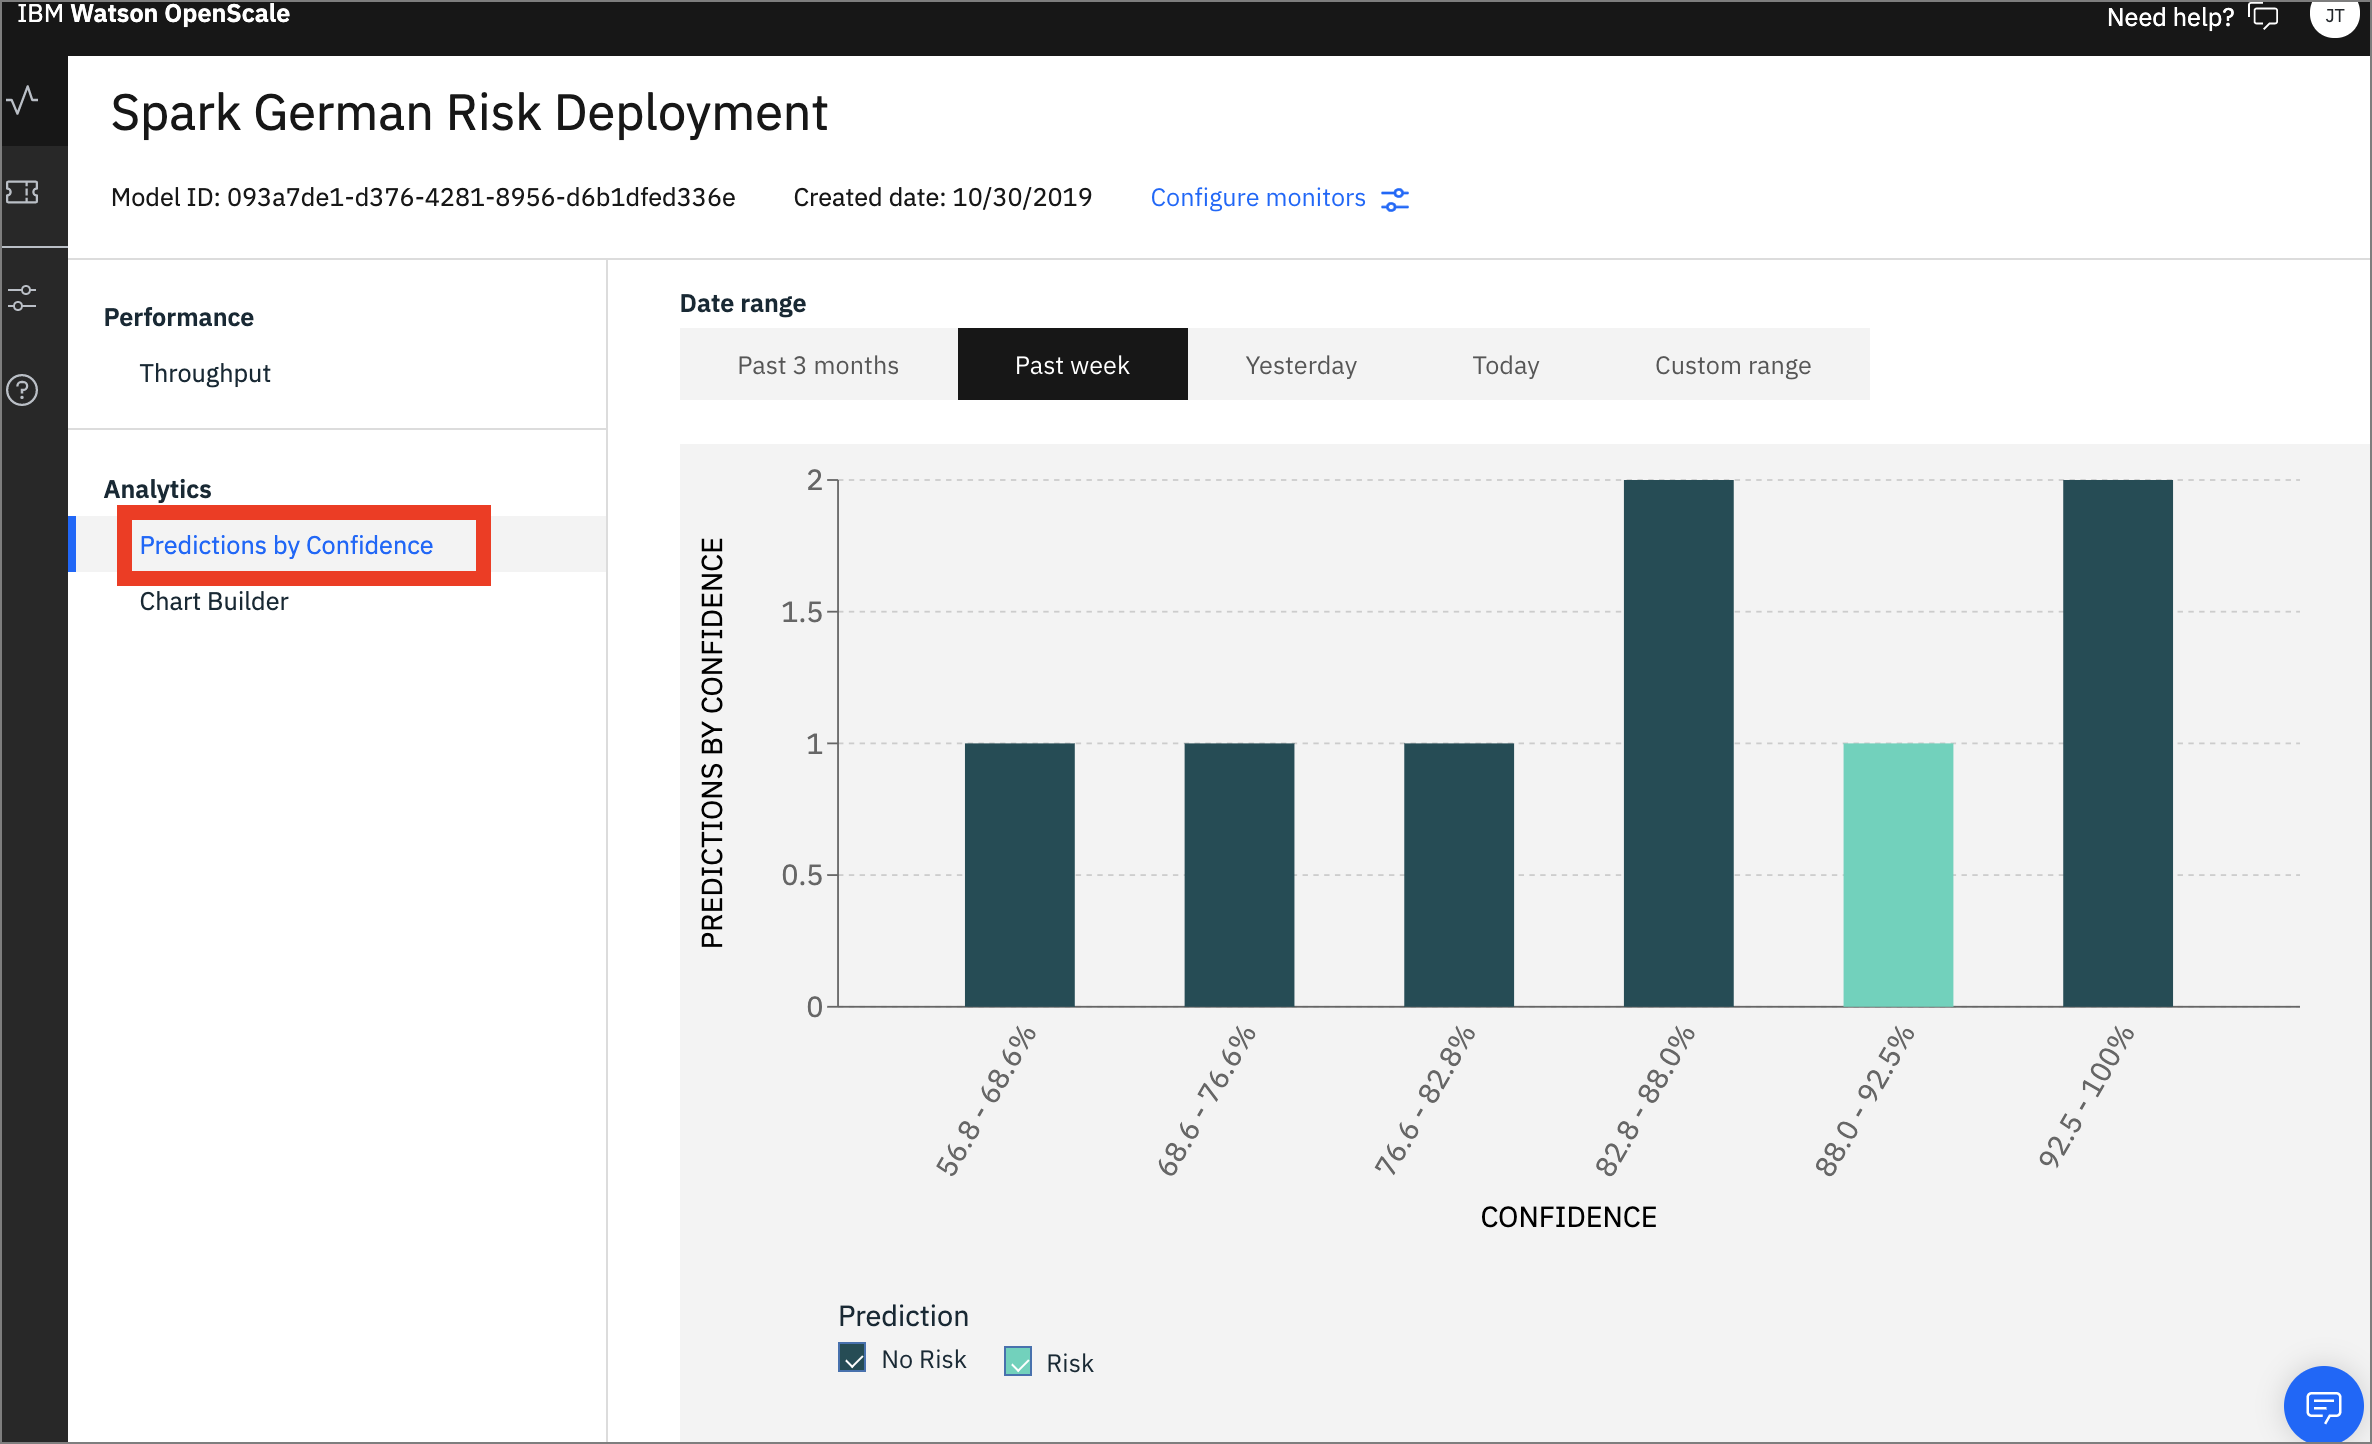 IBM Watson OpenScale
Need help?
JT
Spark German Risk Deployment
Model ID: 093a7de1-d376-4281-8956-d6b1dfed336e
Created date: 10/30/2019
Configure monitors
Performance
Throughput
Analytics
Predictions by Confidence
Chart Builder
Date range
Past 3 months
Past week
Yesterday
Today
Custom range
PREDICTIONS BY CONFIDENCE
2
1.5
1
0.5
0
56.8 - 68.6%
68.6 - 76.6%
76.6 - 82.8%
82.8 - 88.0%
88.0 - 92.5%
92.5 - 100%
CONFIDENCE
Prediction
No Risk
Risk